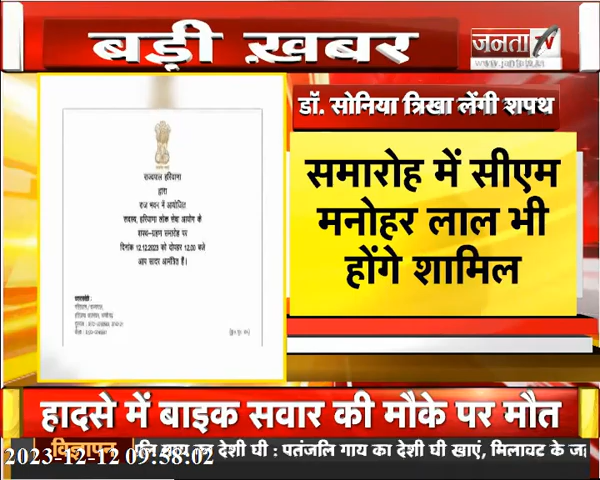 बड़ी ख़बर
जनता TV
डॉ. सोनिया त्रिखा लेंगी शपथ
राज्यपाल हरियाणा
द्वारा
राज भवन में आयोजित
सदस्य, हरियाणा लोक सेवा आयोग के
शपथ-ग्रहण समारोह पर
दिनांक 12.12.2023 को दोपहर 12.00 बजे
आप सादर आमंत्रित हैं।
समारोह में सीएम
मनोहर लाल भी
होंगे शामिल
हादसे में बाइक सवार की मौके पर मौत
विज्ञापन
देशी घी : पतंजलि गाय का देशी घी खाएं, मिलावट के
2023-12-12 09:58:02